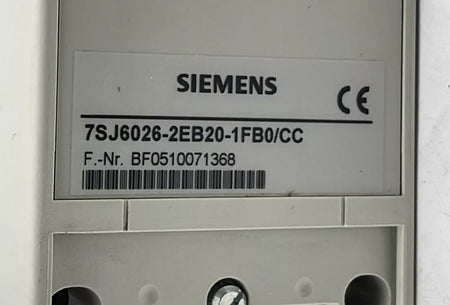 SIEMENS
CE
7SJ6026-2EB20-1FB0/CC
F.-Nr. BF0510071368